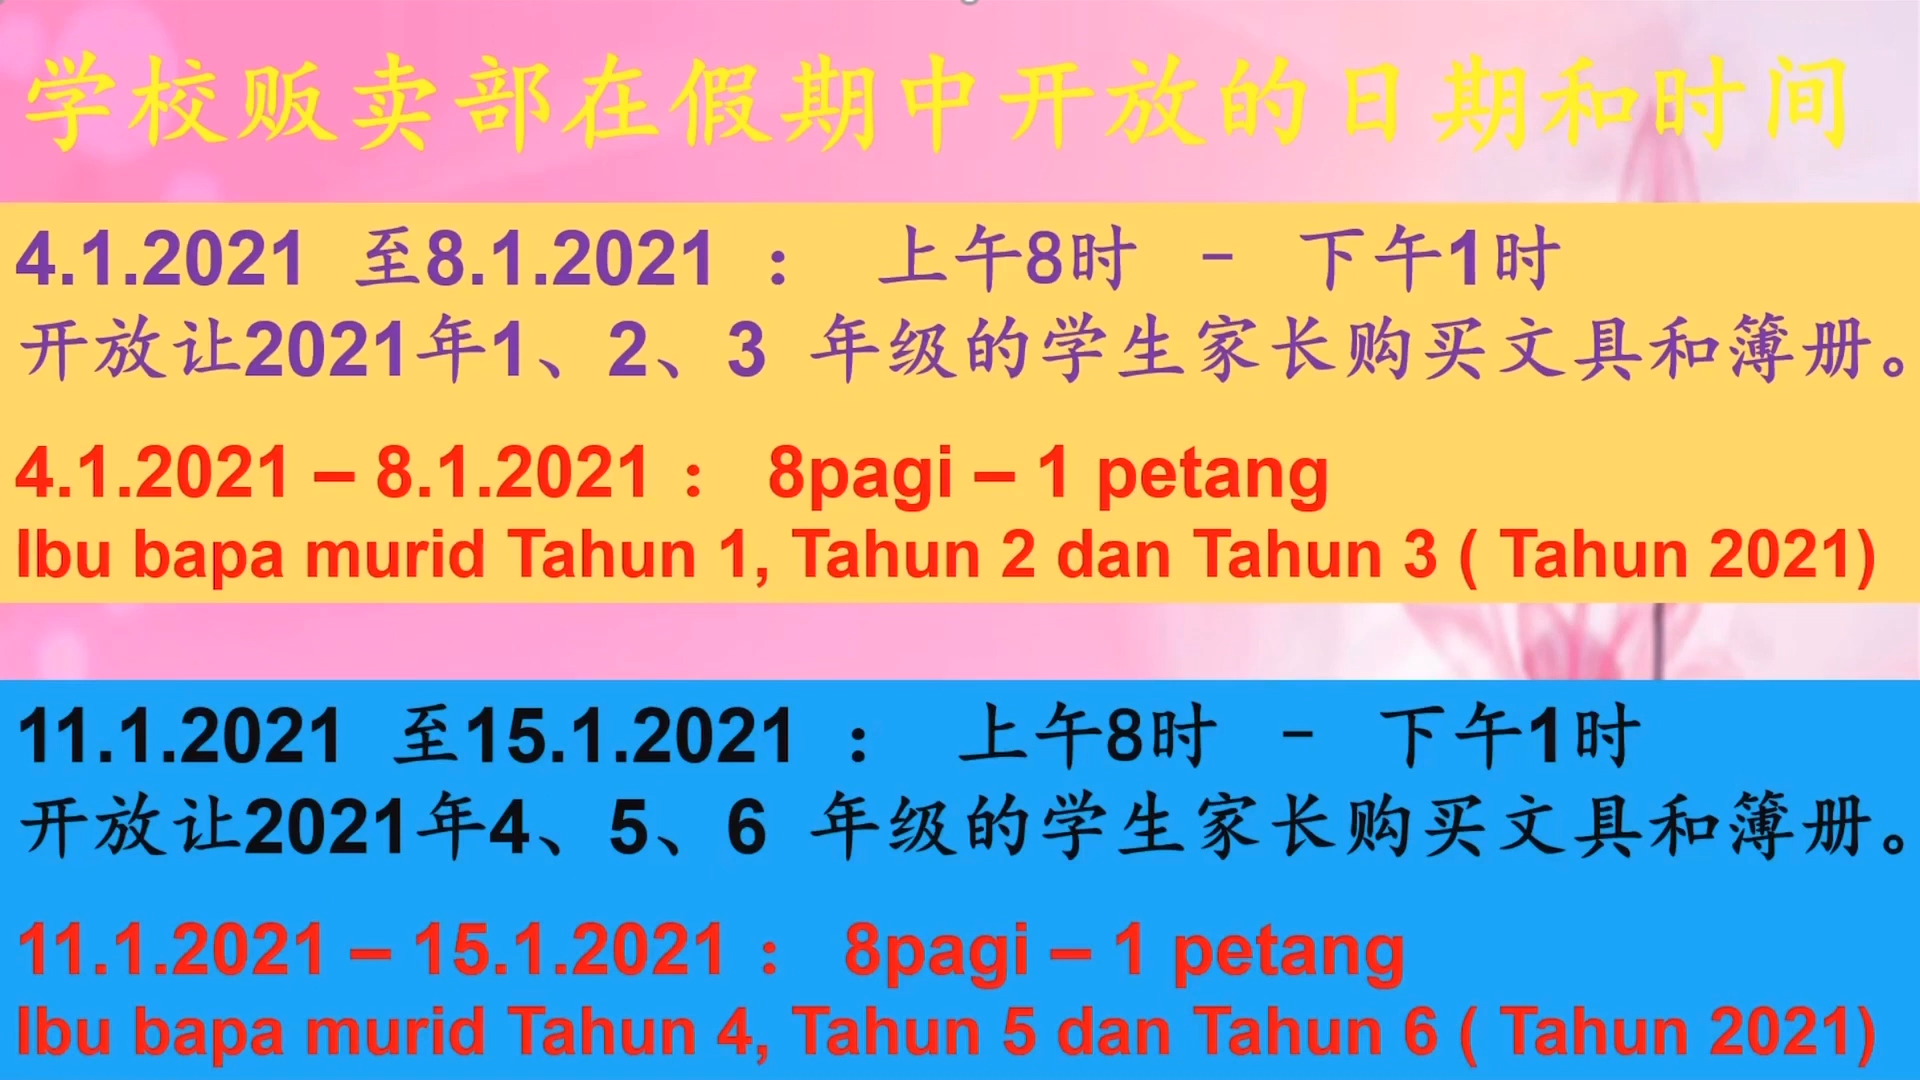 学校贩卖部在假期中开放的日期和时间
4.1.2021 至8.1.2021 ： 上午8时 – 下午1时
开放让2021年1、2、3 年级的学生家长购买文具和簿册。
4.1.2021 – 8.1.2021 ： 8pagi – 1 petang
Ibu bapa murid Tahun 1, Tahun 2 dan Tahun 3 ( Tahun 2021)
11.1.2021 至15.1.2021 ： 上午8时 – 下午1时
开放让2021年4、5、6 年级的学生家长购买文具和簿册。
11.1.2021 – 15.1.2021 ： 8pagi – 1 petang
Ibu bapa murid Tahun 4, Tahun 5 dan Tahun 6 ( Tahun 2021)